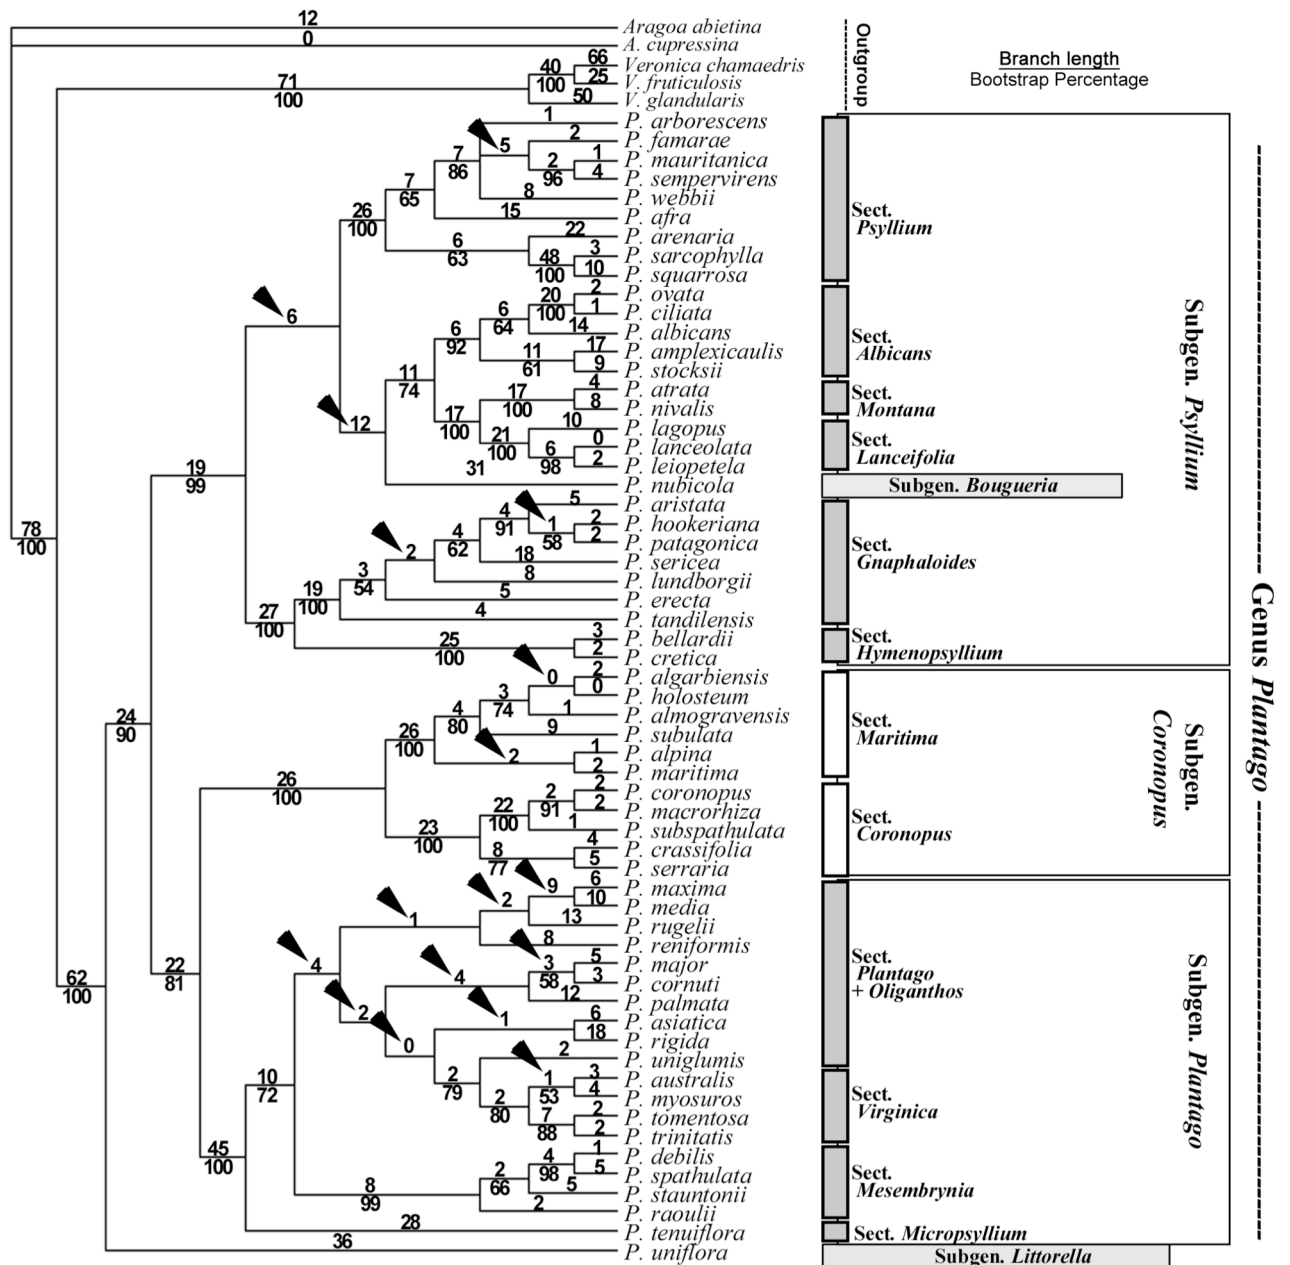 12
Aragoa abietina
0
A. cupressina
66
Veronica chamaedris
40
71
100
25
V. fruticulosis
100
50
V. glandularis
Outgroup
Branch length
Bootstrap Percentage
1
P. arborescens
2
P. famarae
5
7
86
1
P. mauritanica
2
96
4
P. sempervirens
7
65
8
P. webbii
15
P. afra
26
100
22
P. arenaria
6
63
3
P. sarcophylla
48
100
10
P. squarrosa
2
P. ovata
20
100
1
P. ciliata
6
6
64
14
P. albicans
6
92
17
P. amplexicaulis
11
61
9
P. stocksii
11
74
4
P. atrata
17
100
8
P. nivalis
17
100
10
P. lagopus
12
21
100
0
P. lanceolata
6
98
2
P. leiopetela
31
P. nubicola
19
99
5
P. aristata
4
91
2
P. hookeriana
1
58
2
P. patagonica
4
62
18
P. sericea
2
8
P. lundborgii
3
54
5
P. erecta
19
100
4
P. tandilensis
27
100
3
P. bellardii
25
100
2
P. cretica
78
100
2
P. algarbiensis
0
0
P. holosteum
3
74
1
P. almogravensis
4
80
9
P. subulata
26
100
1
P. alpina
2
2
P. maritima
24
90
26
100
2
P. coronopus
2
91
2
P. macrorhiza
22
100
1
P. subspathulata
23
100
4
P. crassifolia
8
77
5
P. serraria
6
P. maxima
9
10
P. media
2
13
P. rugelii
1
8
P. reniformis
4
5
P. major
3
58
3
P. cornuti
4
12
P. palmata
22
81
62
100
2
6
P. asiatica
1
18
P. rigida
0
2
P. uniglumis
3
P. australis
1
53
4
P. myosuros
2
79
2
80
2
P. tomentosa
7
88
2
P. trinitatis
10
72
1
P. debilis
4
98
5
P. spathulata
2
66
5
P. stauntonii
8
99
2
P. raoulii
45
100
28
P. tenuiflora
36
P. uniflora
Sect.
Psyllium
Sect.
Albicans
Sect.
Montana
Sect.
Lanceifolia
Subgen. Bougueria
Sect.
Gnaphaloides
Sect.
Hymenopsyllium
Subgen. Psyllium
Sect.
Maritima
Sect.
Coronopus
Subgen.
Coronopus
Sect.
Plantago
+ Oliganthos
Sect.
Virginica
Sect.
Mesembrynia
Sect. Micropsyllium
Subgen. Plantago
Subgen. Littorella
Genus Plantago